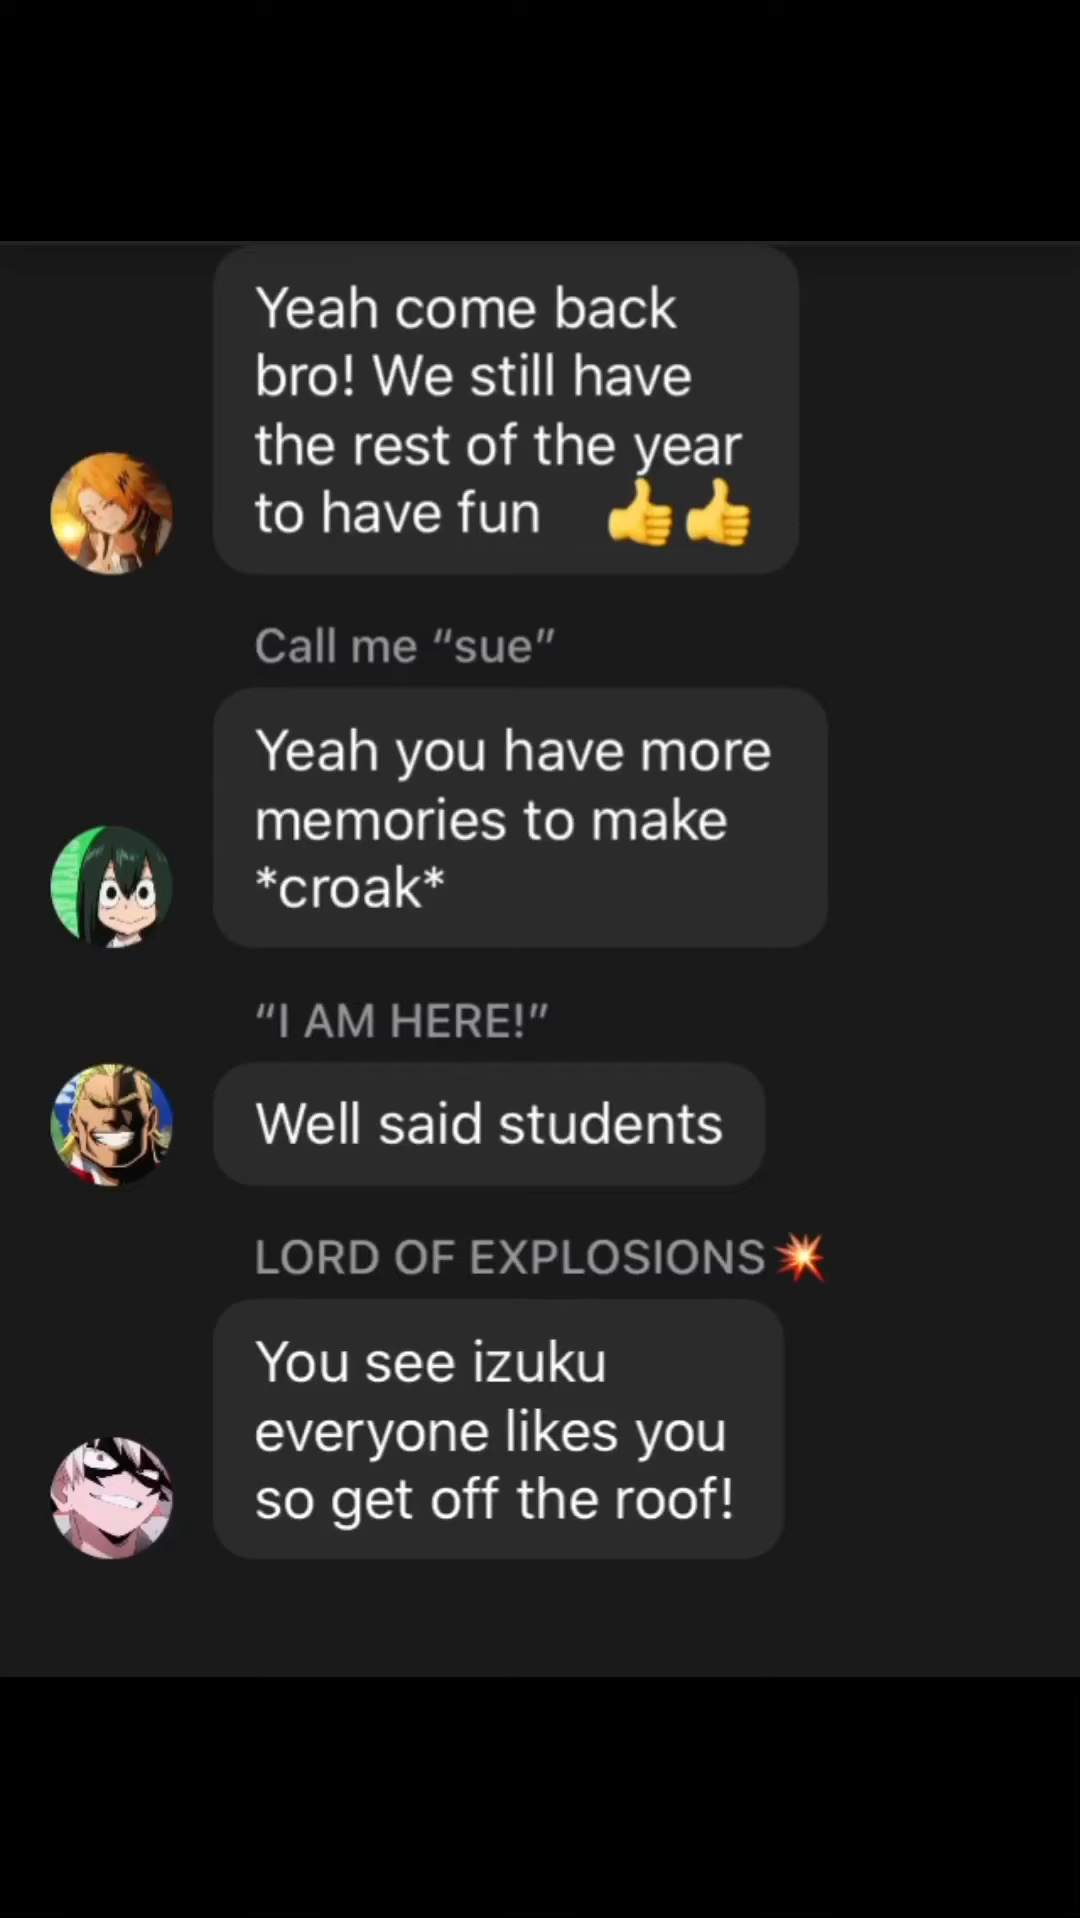 Yeah come back
bro! We still have
the rest of the year
to have fun 👍👍
Call me “sue”
Yeah you have more
memories to make
*croak*
“I AM HERE!”
Well said students
LORD OF EXPLOSIONS💥
You see izuku
everyone likes you
so get off the roof!